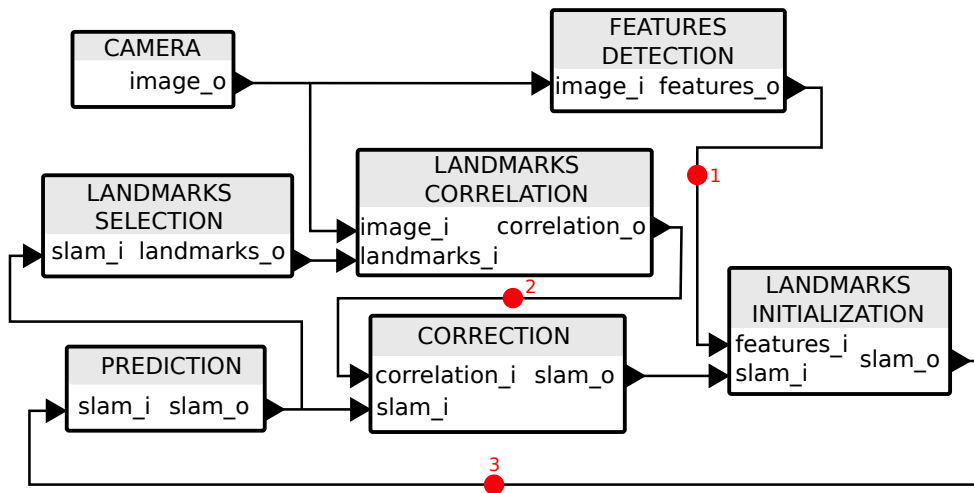 CAMERA
image_o
FEATURES
DETECTION
image_i features_o
1
LANDMARKS
SELECTION
slam_i landmarks_o
LANDMARKS
CORRELATION
image_i correlation_o
landmarks_i
2
LANDMARKS
INITIALIZATION
features_i
slam_i slam_o
PREDICTION
slam_i slam_o
CORRECTION
correlation_i slam_o
slam_i
3